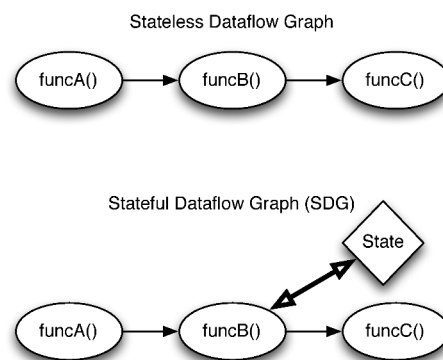 Stateless Dataflow Graph
funcA() funcB() funcC()
Stateful Dataflow Graph (SDG)
State
funcA() funcB() funcC()